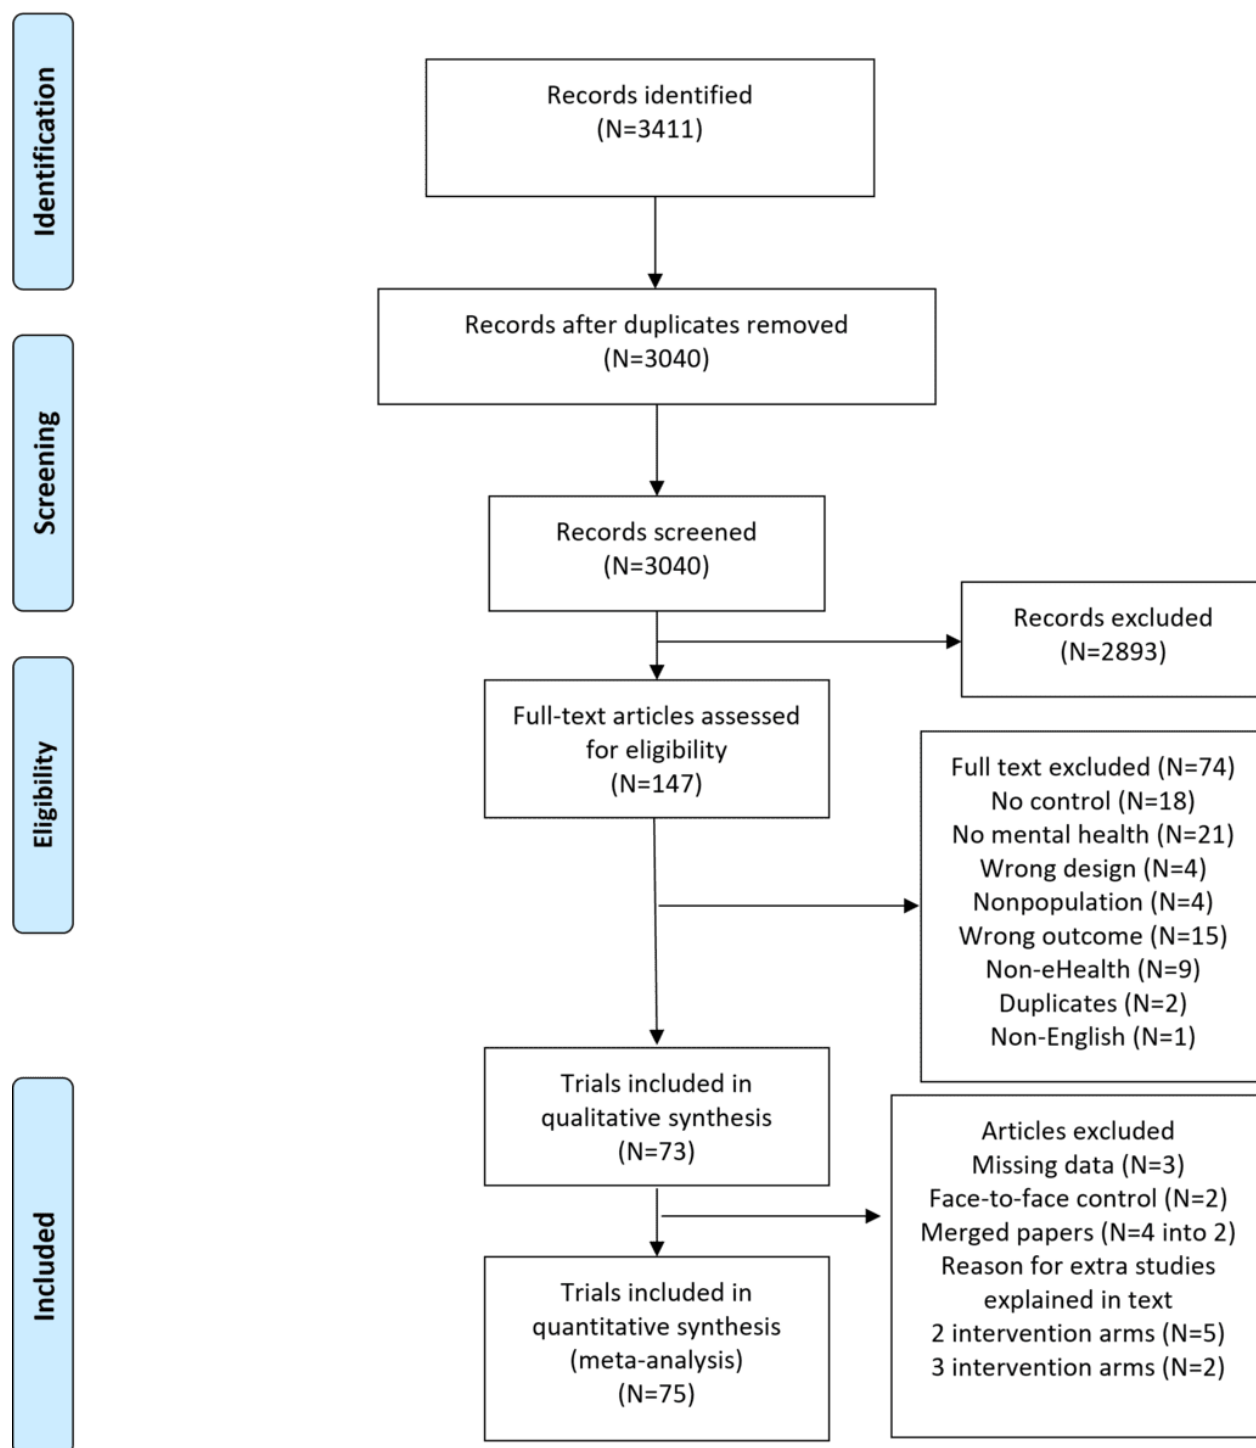 Identification
Records identified
(N=3411)
Records after duplicates removed
(N=3040)
Screening
Records screened
(N=3040)
Records excluded
(N=2893)
Eligibility
Full-text articles assessed
for eligibility
(N=147)
Full text excluded (N=74)
No control (N=18)
No mental health (N=21)
Wrong design (N=4)
Nonpopulation (N=4)
Wrong outcome (N=15)
Non-eHealth (N=9)
Duplicates (N=2)
Non-English (N=1)
Included
Trials included in
qualitative synthesis
(N=73)
Articles excluded
Missing data (N=3)
Face-to-face control (N=2)
Merged papers (N=4 into 2)
Reason for extra studies
explained in text
2 intervention arms (N=5)
3 intervention arms (N=2)
Trials included in
quantitative synthesis
(meta-analysis)
(N=75)